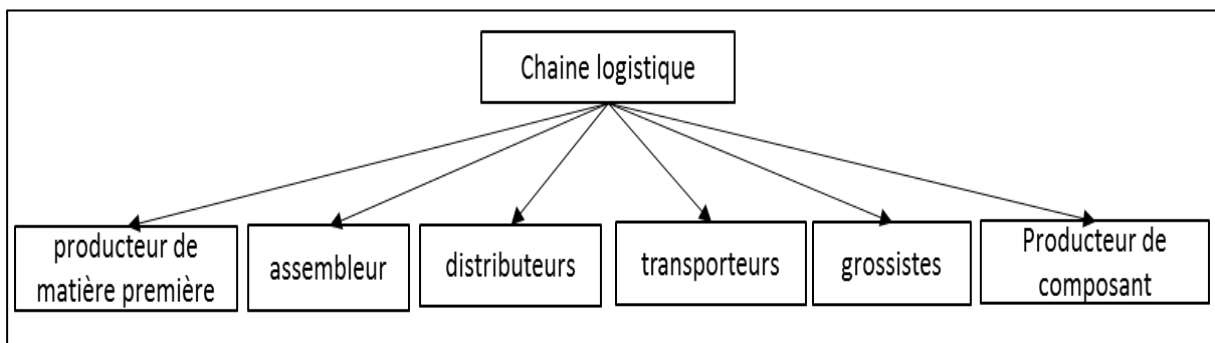 Chaine logistique
producteur de
matière première
assembleur
distributeurs
transporteurs
grossistes
Producteur de
composant